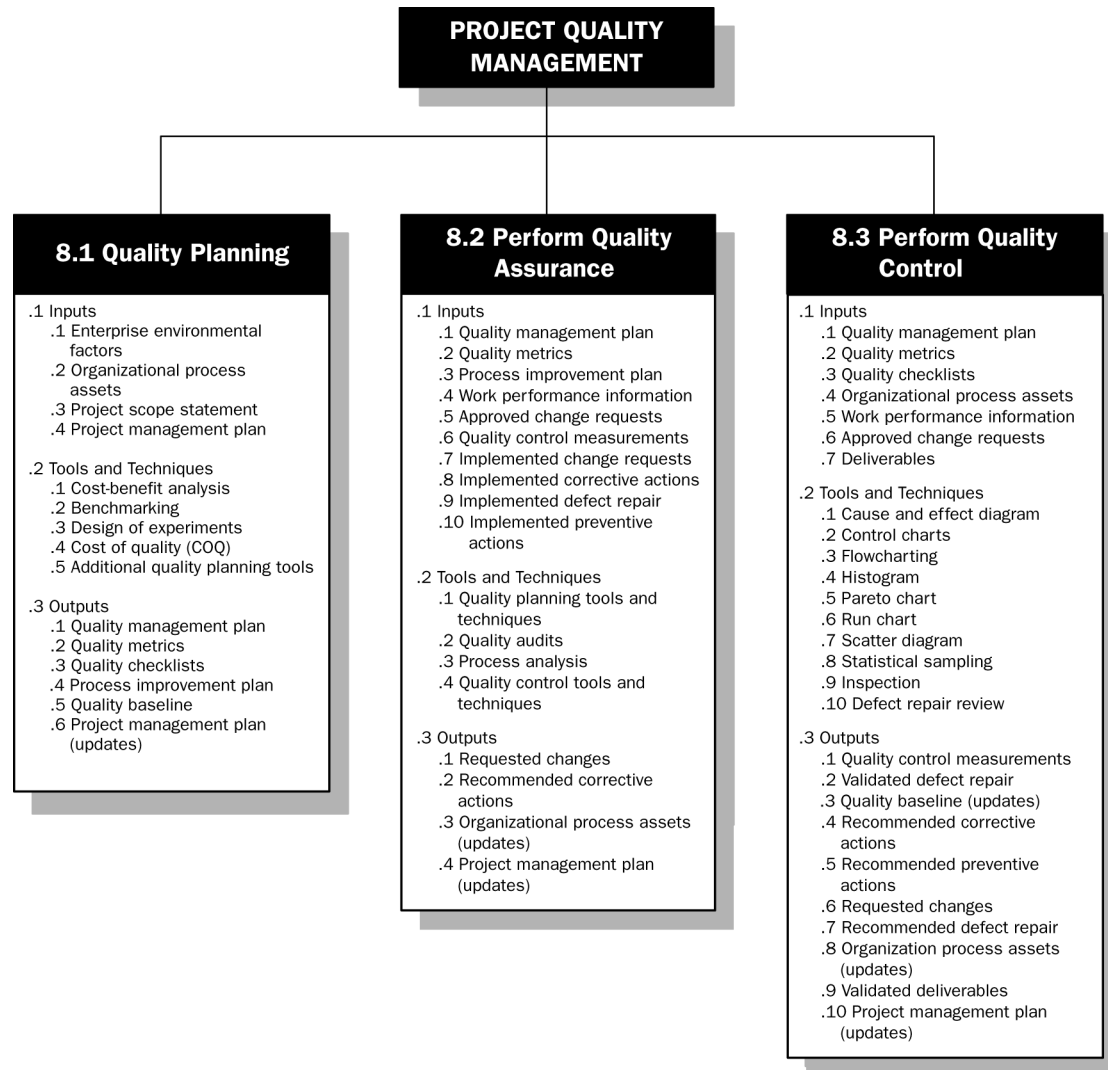 PROJECT QUALITY
MANAGEMENT
8.1 Quality Planning
.1 Inputs
.1 Enterprise environmental
factors
.2 Organizational process
assets
.3 Project scope statement
.4 Project management plan
.2 Tools and Techniques
.1 Cost-benefit analysis
.2 Benchmarking
.3 Design of experiments
.4 Cost of quality (COQ)
.5 Additional quality planning tools
.3 Outputs
.1 Quality management plan
.2 Quality metrics
.3 Quality checklists
.4 Process improvement plan
.5 Quality baseline
.6 Project management plan
(updates)
8.2 Perform Quality
Assurance
.1 Inputs
.1 Quality management plan
.2 Quality metrics
.3 Process improvement plan
.4 Work performance information
.5 Approved change requests
.6 Quality control measurements
.7 Implemented change requests
.8 Implemented corrective actions
.9 Implemented defect repair
.10 Implemented preventive
actions
.2 Tools and Techniques
.1 Quality planning tools and
techniques
.2 Quality audits
.3 Process analysis
.4 Quality control tools and
techniques
.3 Outputs
.1 Requested changes
.2 Recommended corrective
actions
.3 Organizational process assets
(updates)
.4 Project management plan
(updates)
8.3 Perform Quality
Control
.1 Inputs
.1 Quality management plan
.2 Quality metrics
.3 Quality checklists
.4 Organizational process assets
.5 Work performance information
.6 Approved change requests
.7 Deliverables
.2 Tools and Techniques
.1 Cause and effect diagram
.2 Control charts
.3 Flowcharting
.4 Histogram
.5 Pareto chart
.6 Run chart
.7 Scatter diagram
.8 Statistical sampling
.9 Inspection
.10 Defect repair review
.3 Outputs
.1 Quality control measurements
.2 Validated defect repair
.3 Quality baseline (updates)
.4 Recommended corrective
actions
.5 Recommended preventive
actions
.6 Requested changes
.7 Recommended defect repair
.8 Organization process assets
(updates)
.9 Validated deliverables
.10 Project management plan
(updates)